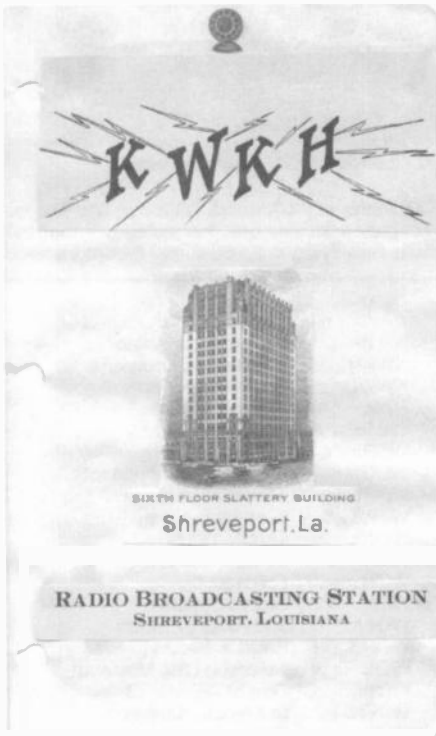 KWKH
SIXTH FLOOR SLATTERY BUILDING
Shreveport.La.
RADIO BROADCASTING STATION
SHREVEPORT. LOUISIANA